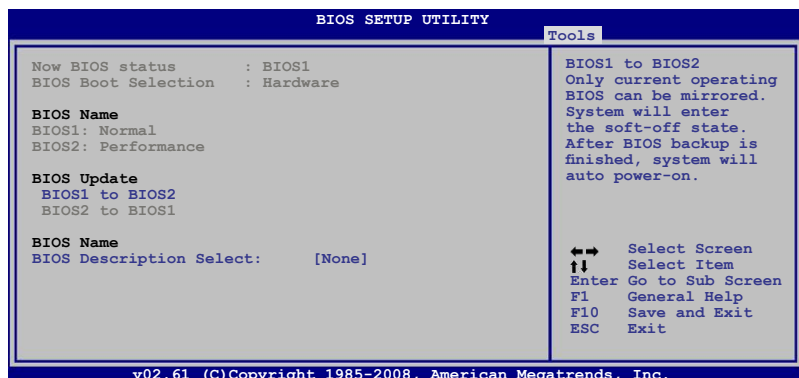 BIOS SETUP UTILITY
Tools
Now BIOS status : BIOS1
BIOS Boot Selection : Hardware
BIOS Name
BIOS1: Normal
BIOS2: Performance
BIOS Update
BIOS1 to BIOS2
BIOS2 to BIOS1
BIOS Name
BIOS Description Select: [None]
BIOS1 to BIOS2
Only current operating
BIOS can be mirrored.
System will enter
the soft-off state.
After BIOS backup is
finished, system will
auto power-on.
←→ Select Screen
↑↓ Select Item
Enter Go to Sub Screen
F1 General Help
F10 Save and Exit
ESC Exit
v02.61 (C)Copyright 1985-2008, American Megatrends, Inc.